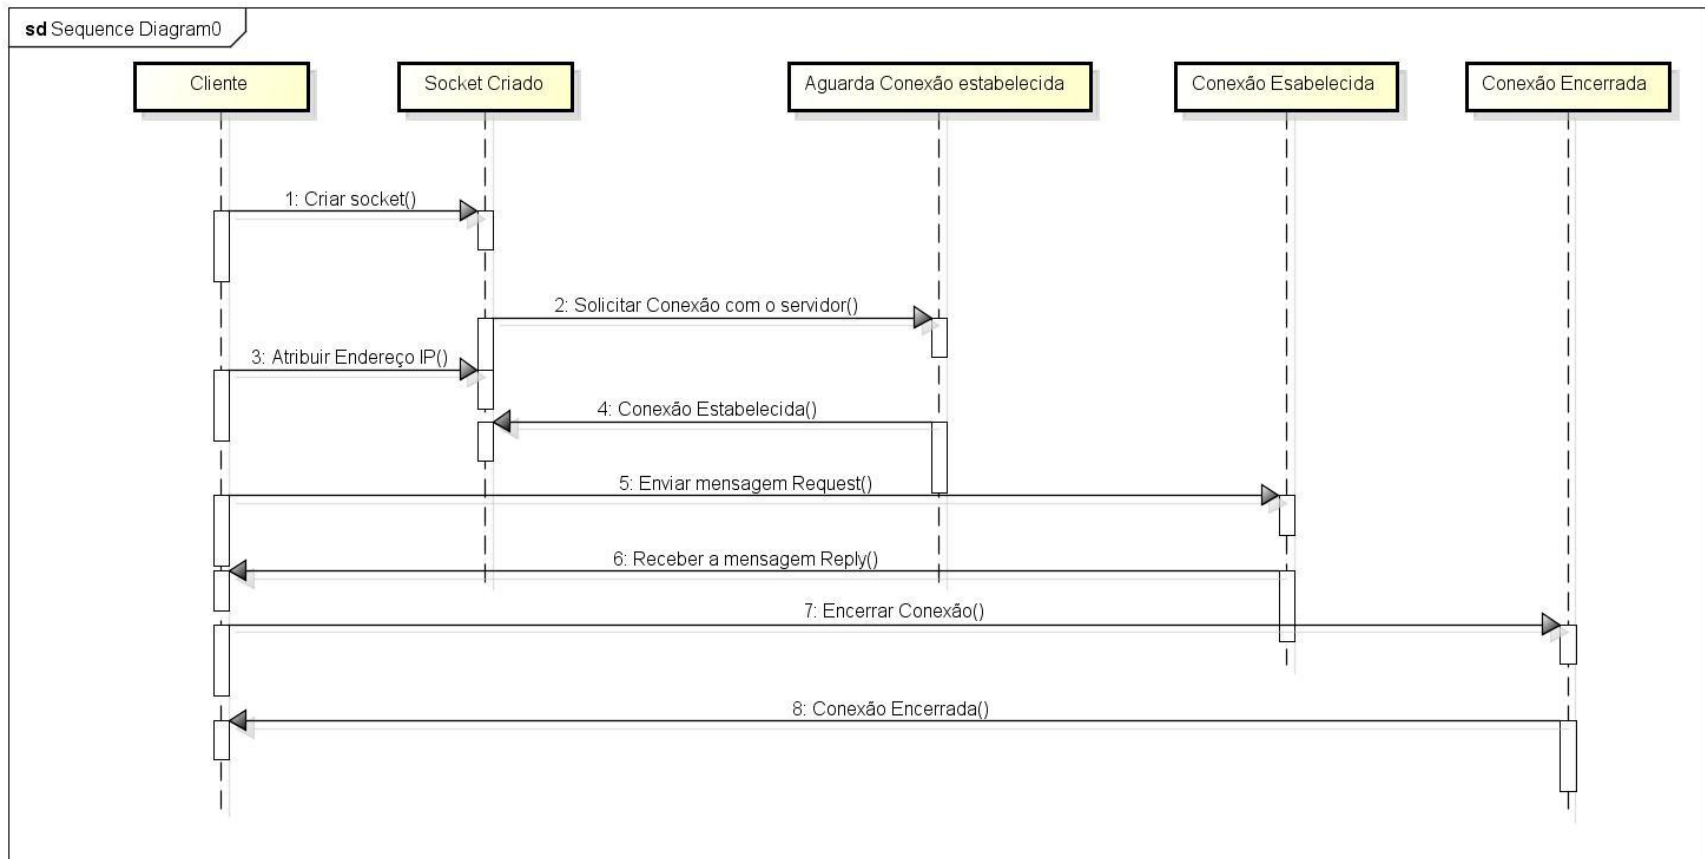 sd Sequence Diagram0
Cliente
Socket Criado
Aguarda Conexão estabelecida
Conexão Esabelecida
Conexão Encerrada
1: Criar socket()
2: Solicitar Conexão com o servidor()
3: Atribuir Endereço IP()
4: Conexão Estabelecida()
5: Enviar mensagem Request()
6: Receber a mensagem Reply()
7: Encerrar Conexão()
8: Conexão Encerrada()